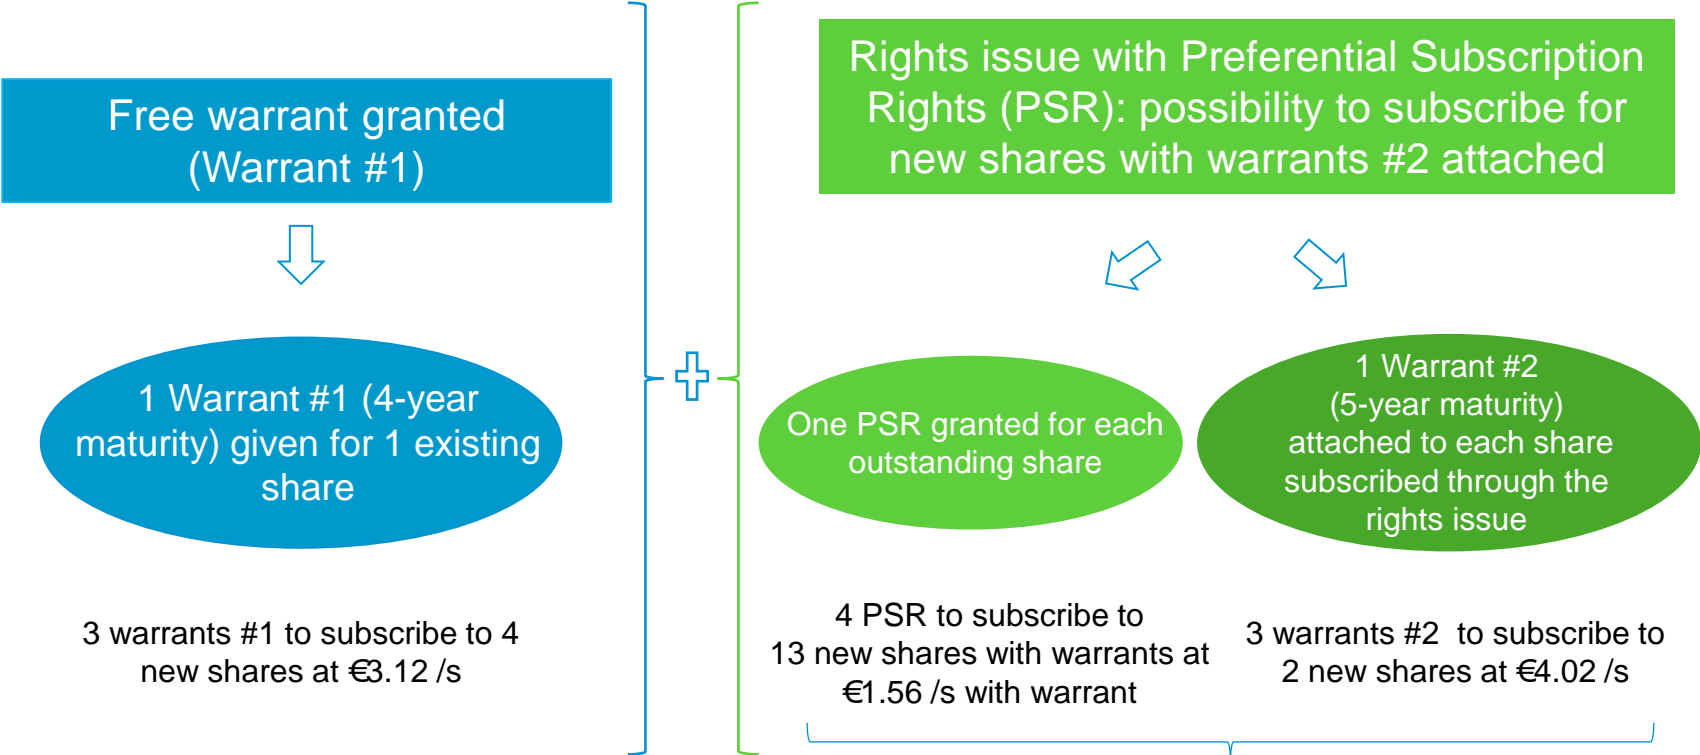 Free warrant granted
(Warrant #1)
1 Warrant #1 (4-year
maturity) given for 1 existing
share
3 warrants #1 to subscribe to 4
new shares at €3.12 /s
Rights issue with Preferential Subscription
Rights (PSR): possibility to subscribe for
new shares with warrants #2 attached
One PSR granted for each
outstanding share
4 PSR to subscribe to
13 new shares with warrants at
€1.56 /s with warrant
1 Warrant #2
(5-year maturity)
attached to each share
subscribed through the
rights issue
3 warrants #2  to subscribe to
2 new shares at €4.02 /s